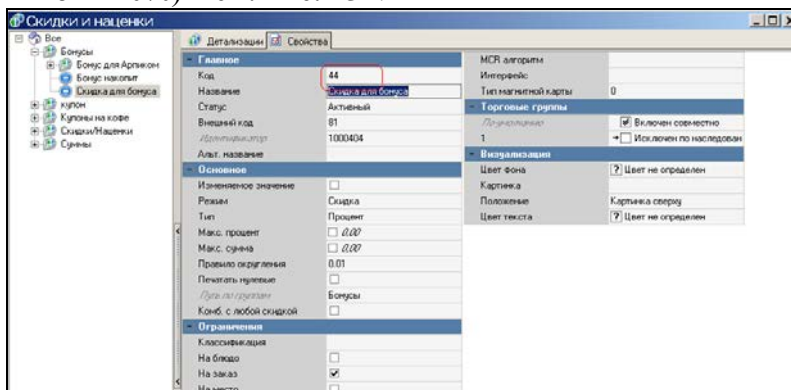 Скидки и наценки
Все
Бонусы
Бонус для Арпиком
Бонус накопит
Скидка для бонуса
купон
Купоны на кофе
Скидки/Наценки
Суммы
Детализации Свойства
Главное
Код 44
Название Скидка для бонуса
Статус Активный
Внешний код 81
Идентификатор 1000404
Альт. название
Основное
Изменяемое значение
Режим Скидка
Тип Процент
Макс. процент 0.00
Макс. сумма 0.00
Правило округления 0.01
Печатать нулевые
Путь по группам Бонусы
Комб. с любой скидкой
Ограничения
Классификация
На блюдо
На заказ
На место
MCR алгоритм
Интерфейс
Тип магнитной карты 0
Торговые группы
По умолчанию Включен совместно
1 Исключен по наследован
Визуализация
Цвет фона ? Цвет не определен
Картинка
Положение Картинка сверху
Цвет текста ? Цвет не определен